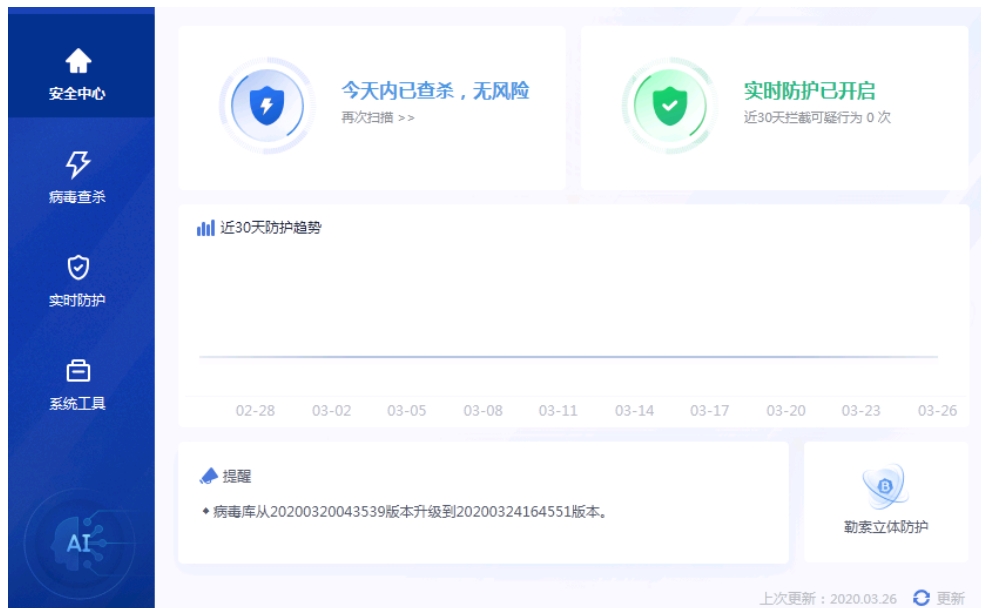 安全中心
病毒查杀
实时防护
系统工具
AI
今天内已查杀，无风险
再次扫描 >>
实时防护已开启
近30天拦截可疑行为 0 次
近30天防护趋势
02-28 03-02 03-05 03-08 03-11 03-14 03-17 03-20 03-23 03-26
提醒
◆ 病毒库从20200320043539版本升级到20200324164551版本。
B
勒索立体防护
上次更新：2020.03.26 更新